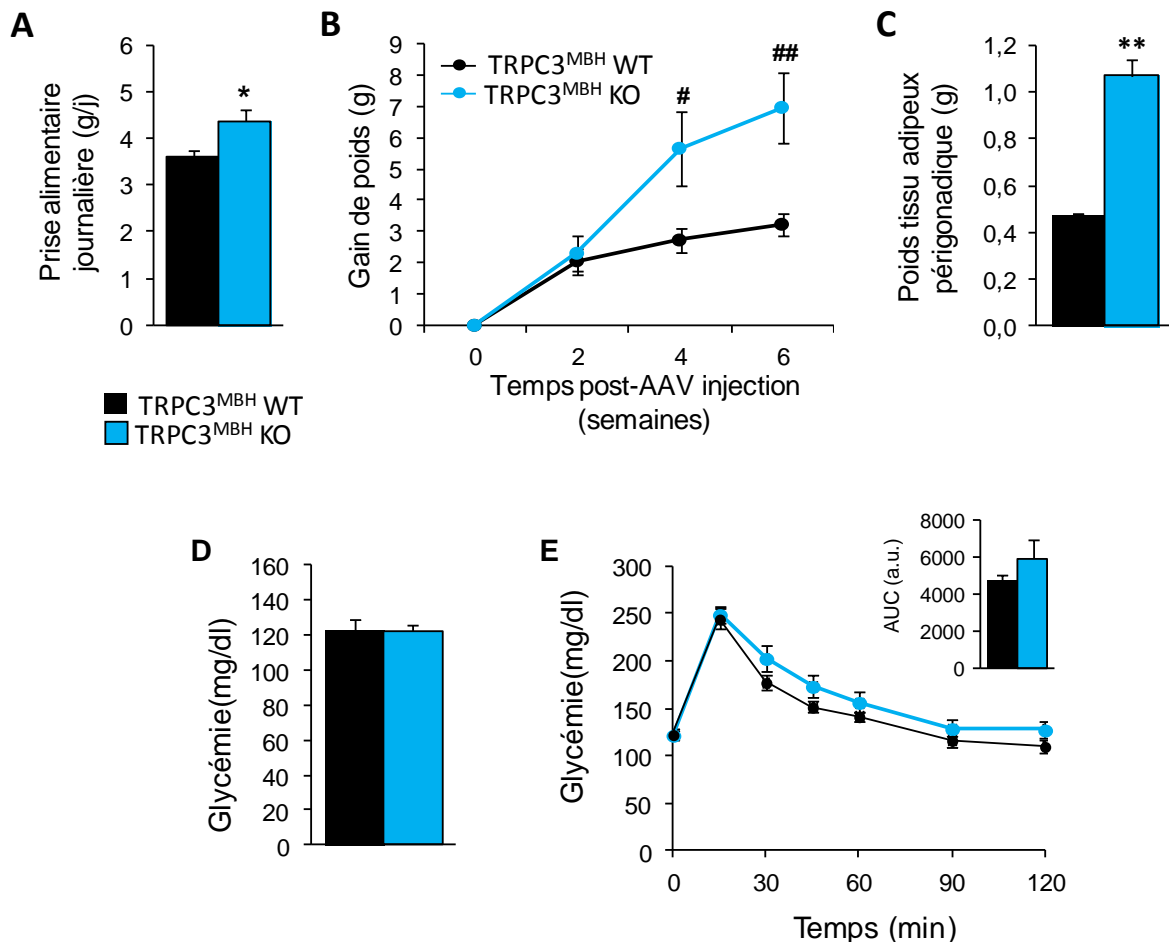 A
Prise alimentaire
journalière (g/j)
6
5
4
3
2
1
0
*
B
Gain de poids (g)
9
8
7
6
5
4
3
2
1
0
TRPC3MBH WT
TRPC3MBH KO
#
##
0 2 4 6
Temps post-AAV injection
(semaines)
C
Poids tissu adipeux
périgonadique (g)
1,2
1,0
0,8
0,6
0,4
0,2
0,0
**
TRPC3MBH WT
TRPC3MBH KO
D
Glycémie(mg/dl)
160
140
120
100
80
60
40
20
0
E
Glycémie(mg/dl)
300
250
200
150
100
50
0
0 30 60 90 120
Temps (min)
AUC (a.u.)
8000
6000
4000
2000
0